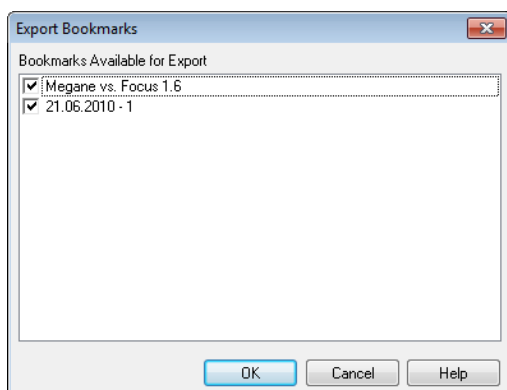 Export Bookmarks
Bookmarks Available for Export
Megane vs. Focus 1.6
21.06.2010 - 1
OK Cancel Help